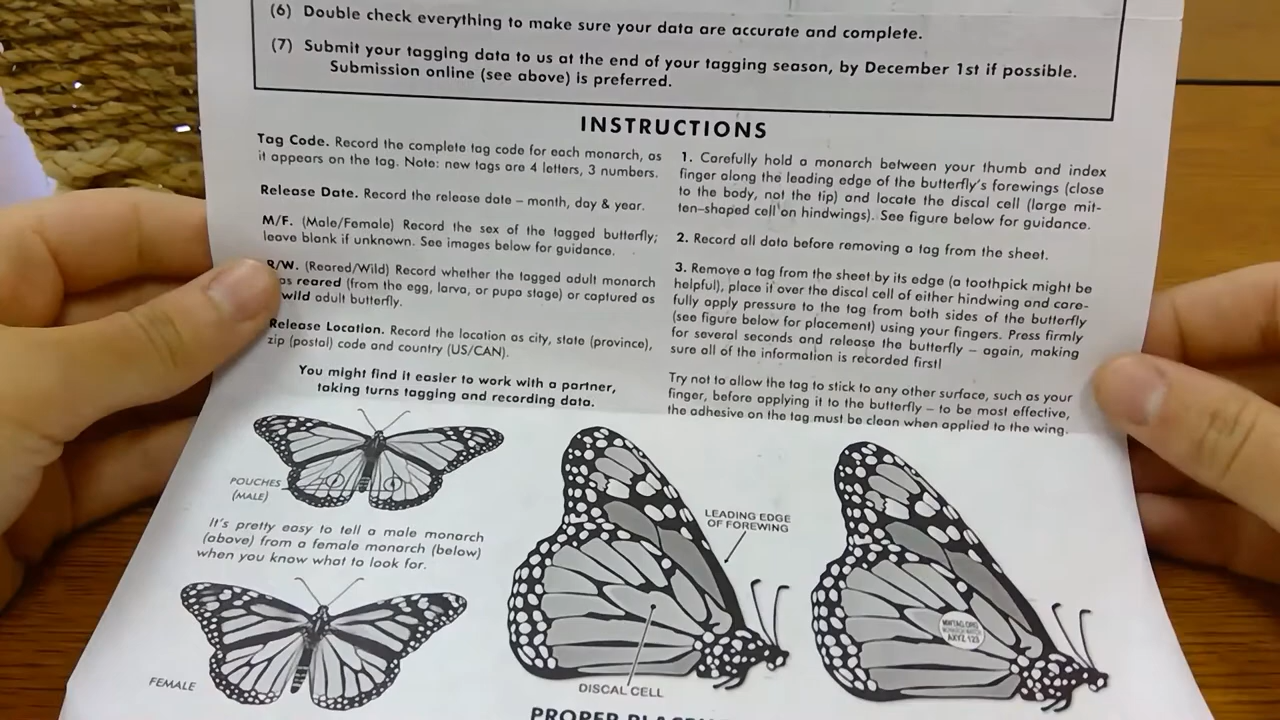 (6) Double check everything to make sure your data are accurate and complete.
(7) Submit your tagging data to us at the end of your tagging season, by December 1st if possible.
Submission online (see above) is preferred.
INSTRUCTIONS
Tag Code. Record the complete tag code for each monarch, as
it appears on the tag. Note: new tags are 4 letters, 3 numbers.
Release Date. Record the release date – month, day & year.
M/F. (Male/Female) Record the sex of the tagged butterfly;
leave blank if unknown. See images below for guidance.
R/W. (Reared/Wild) Record whether the tagged adult monarch
as reared (from the egg, larva, or pupa stage) or captured as
wild adult butterfly.
Release Location. Record the location as city, state (province),
zip (postal) code and country (US/CAN).
You might find it easier to work with a partner,
taking turns tagging and recording data.
1. Carefully hold a monarch between your thumb and index
finger along the leading edge of the butterfly's forewings (close
to the body, not the tip) and locate the discal cell (large mit-
ten-shaped cell on hindwings). See figure below for guidance.
2. Record all data before removing a tag from the sheet.
3. Remove a tag from the sheet by its edge (a toothpick might be
helpful), place it over the discal cell of either hindwing and care-
fully apply pressure to the tag from both sides of the butterfly
(see figure below for placement) using your fingers. Press firmly
for several seconds and release the butterfly – again, making
sure all of the information is recorded first!
Try not to allow the tag to stick to any other surface, such as your
finger, before applying it to the butterfly – to be most effective,
the adhesive on the tag must be clean when applied to the wing.
POUCHES
(MALE)
It's pretty easy to tell a male monarch
(above) from a female monarch (below)
when you know what to look for.
FEMALE
LEADING EDGE
OF FOREWING
DISCAL CELL
MWTAG.ORG
MONARCH WATCH
AXYZ 123
PROPER